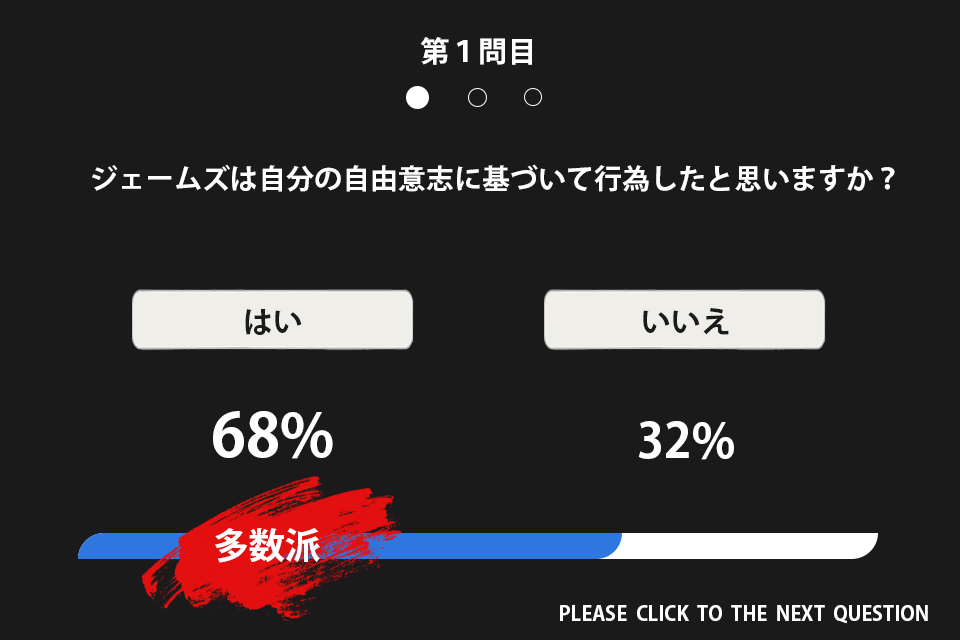 第1問目
ジェームズは自分の自由意志に基づいて行為したと思いますか？
はい
いいえ
68%
32%
多数派
PLEASE CLICK TO THE NEXT QUESTION